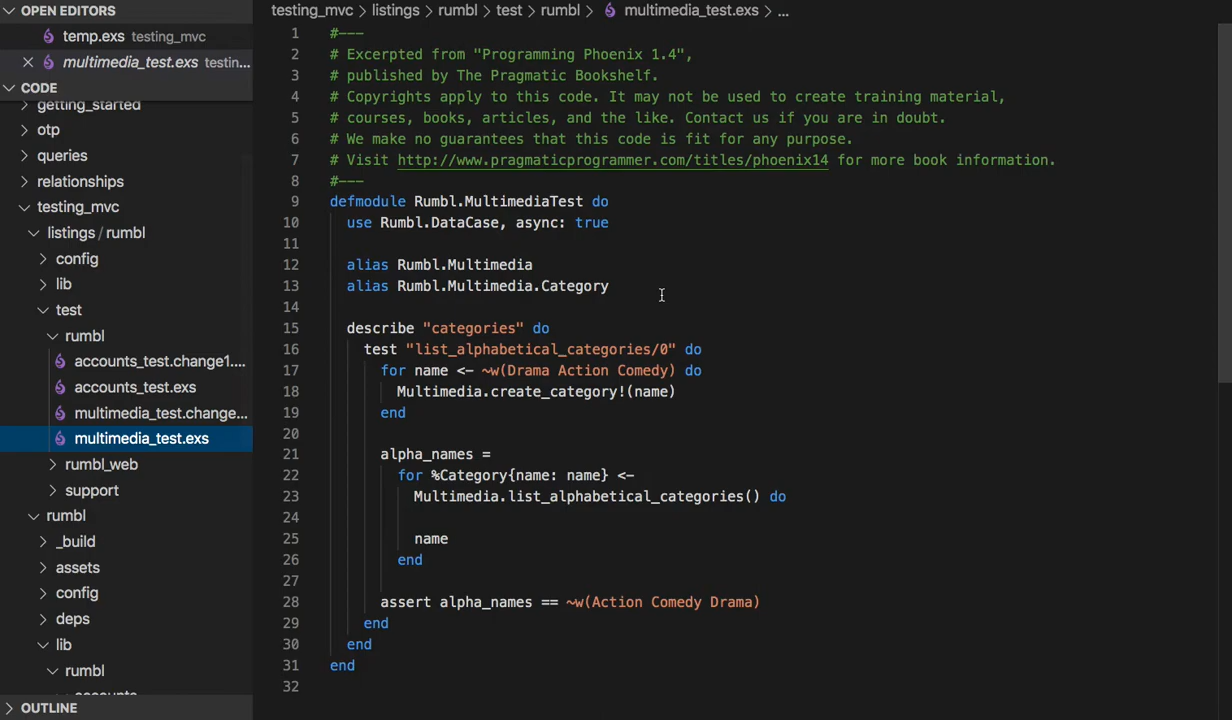 OPEN EDITORS
temp.exs testing_mvc
multimedia_test.exs testin...
CODE
getting_started
otp
queries
relationships
testing_mvc
listings / rumbl
config
lib
test
rumbl
accounts_test.change1....
accounts_test.exs
multimedia_test.change...
multimedia_test.exs
rumbl_web
support
rumbl
_build
assets
config
deps
lib
rumbl
accounts
OUTLINE
testing_mvc > listings > rumbl > test > rumbl > multimedia_test.exs > ...
1 #---
2 # Excerpted from "Programming Phoenix 1.4",
3 # published by The Pragmatic Bookshelf.
4 # Copyrights apply to this code. It may not be used to create training material,
5 # courses, books, articles, and the like. Contact us if you are in doubt.
6 # We make no guarantees that this code is fit for any purpose.
7 # Visit http://www.pragmaticprogrammer.com/titles/phoenix14 for more book information.
8 #---
9 defmodule Rumbl.MultimediaTest do
10 use Rumbl.DataCase, async: true
11
12 alias Rumbl.Multimedia
13 alias Rumbl.Multimedia.Category
14
15 describe "categories" do
16 test "list_alphabetical_categories/0" do
17 for name <- ~w(Drama Action Comedy) do
18 Multimedia.create_category!(name)
19 end
20
21 alpha_names =
22 for %Category{name: name} <-
23 Multimedia.list_alphabetical_categories() do
24
25 name
26 end
27
28 assert alpha_names == ~w(Action Comedy Drama)
29 end
30 end
31 end
32